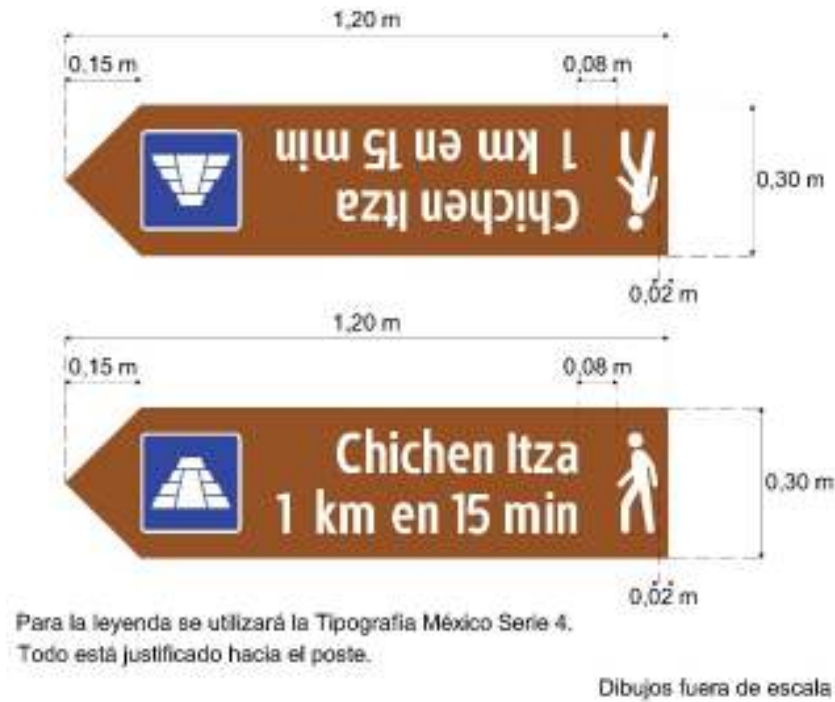 1,20 m
0,15 m
0,08 m
1 km en 15 min
Chichen Itza
0,30 m
0,02 m
1,20 m
0,15 m
0,08 m
Chichen Itza
1 km en 15 min
0,30 m
0,02 m
Para la leyenda se utilizará la Tipografía México Serie 4.
Todo está justificado hacia el poste.
Dibujos fuera de escala